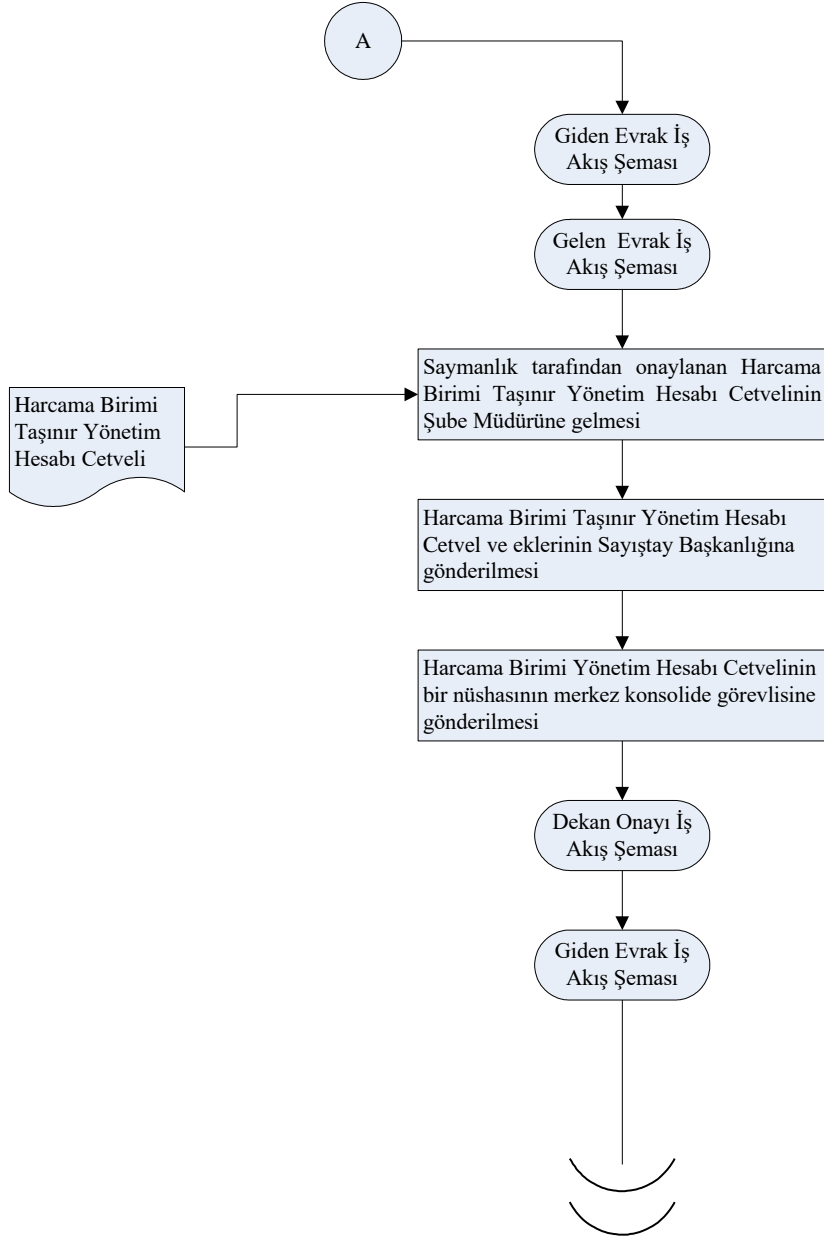 A
Giden Evrak İş
Akış Şeması
Gelen Evrak İş
Akış Şeması
Saymanlık tarafından onaylanan Harcama
Birimi Taşınır Yönetim Hesabı Cetvelinin
Şube Müdürüne gelmesi
Harcama Birimi
Taşınır Yönetim
Hesabı Cetveli
Harcama Birimi Taşınır Yönetim Hesabı
Cetvel ve eklerinin Sayıştay Başkanlığına
gönderilmesi
Harcama Birimi Yönetim Hesabı Cetvelinin
bir nüshasının merkez konsolide görevlisine
gönderilmesi
Dekan Onayı İş
Akış Şeması
Giden Evrak İş
Akış Şeması